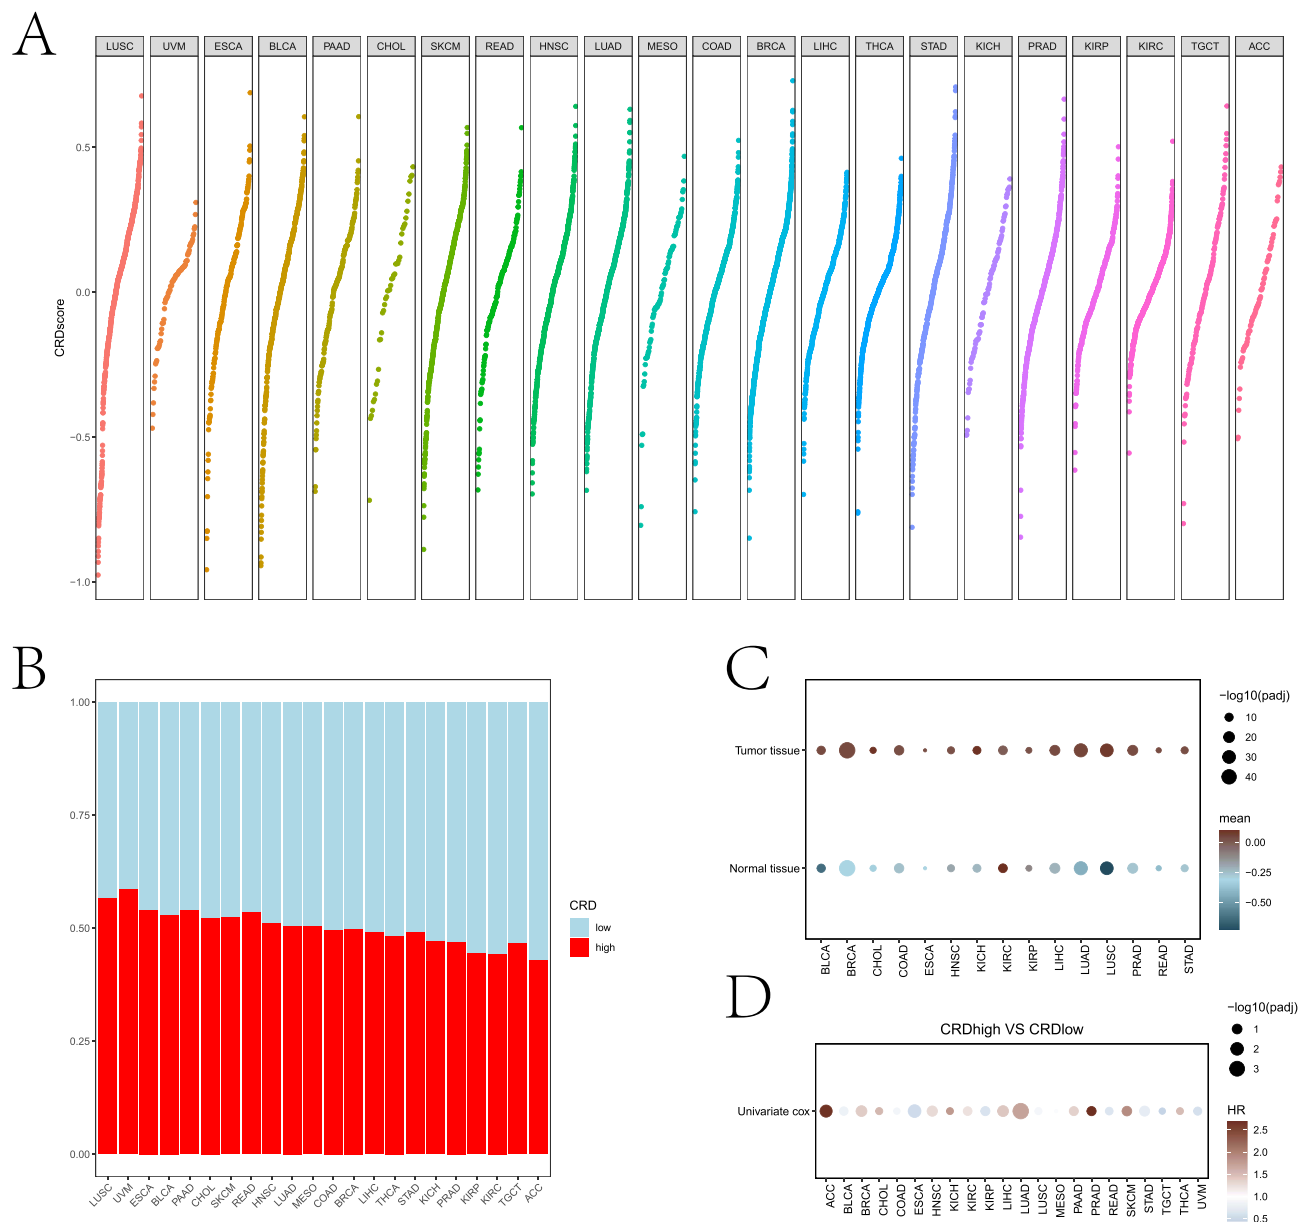 A
LUSC UVM ESCA BLCA PAAD CHOL SKCM READ HNSC LUAD MESO COAD BRCA LIHC THCA STAD KICH PRAD KIRP KIRC TGCT ACC
CRDscore
0.5
0.0
−0.5
−1.0
B
1.00
0.75
0.50
0.25
0.00
LUSC UVM ESCA BLCA PAAD CHOL SKCM READ HNSC LUAD MESO COAD BRCA LIHC THCA STAD KICH PRAD KIRP KIRC TGCT ACC
CRD
low
high
C
Tumor tissue
Normal tissue
BLCA BRCA CHOL COAD ESCA HNSC KICH KIRC KIRP LIHC LUAD LUSC PRAD READ STAD
−log10(padj)
10
20
30
40
mean
0.00
−0.25
−0.50
D
CRDhigh VS CRDlow
Univariate cox
ACC BLCA BRCA CHOL COAD ESCA HNSC KICH KIRC KIRP LIHC LUAD LUSC MESO PAAD PRAD READ SKCM STAD TGCT THCA UVM
−log10(padj)
1
2
3
HR
2.5
2.0
1.5
1.0
0.5